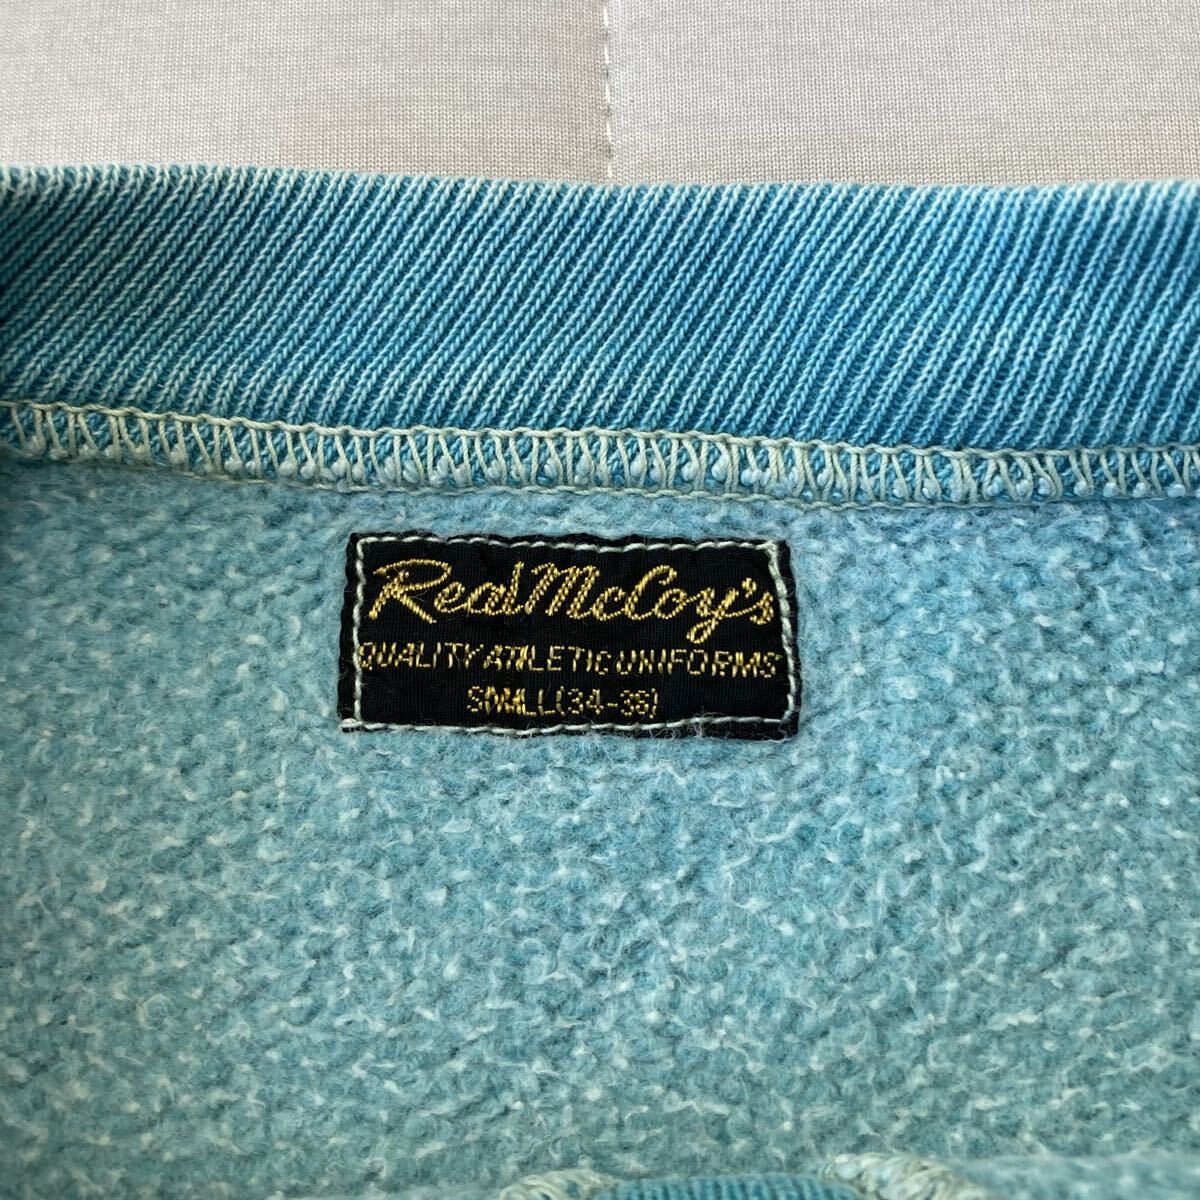 Real McCoy's
QUALITY ATHLETIC UNIFORMS
SMALL(34-36)